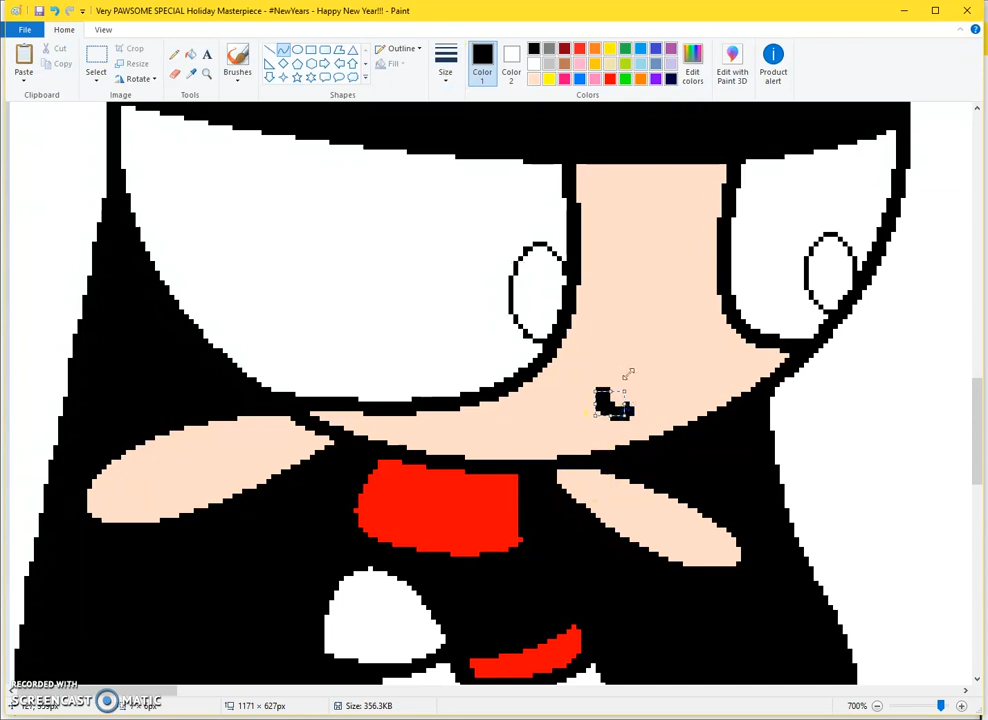 Very PAWSOME SPECIAL Holiday Masterpiece - #NewYears - Happy New Year!!! - Paint
File Home View
Paste
Cut
Copy
Clipboard
Select
Crop
Resize
Rotate
Image
A
Tools
Brushes
Outline
Fill
Shapes
Size
Color 1
Color 2
Edit colors
Colors
Edit with Paint 3D
Product alert
RECORDED WITH
SCREENCAST MATIC
1171 × 627px
Size: 356.3KB
700%